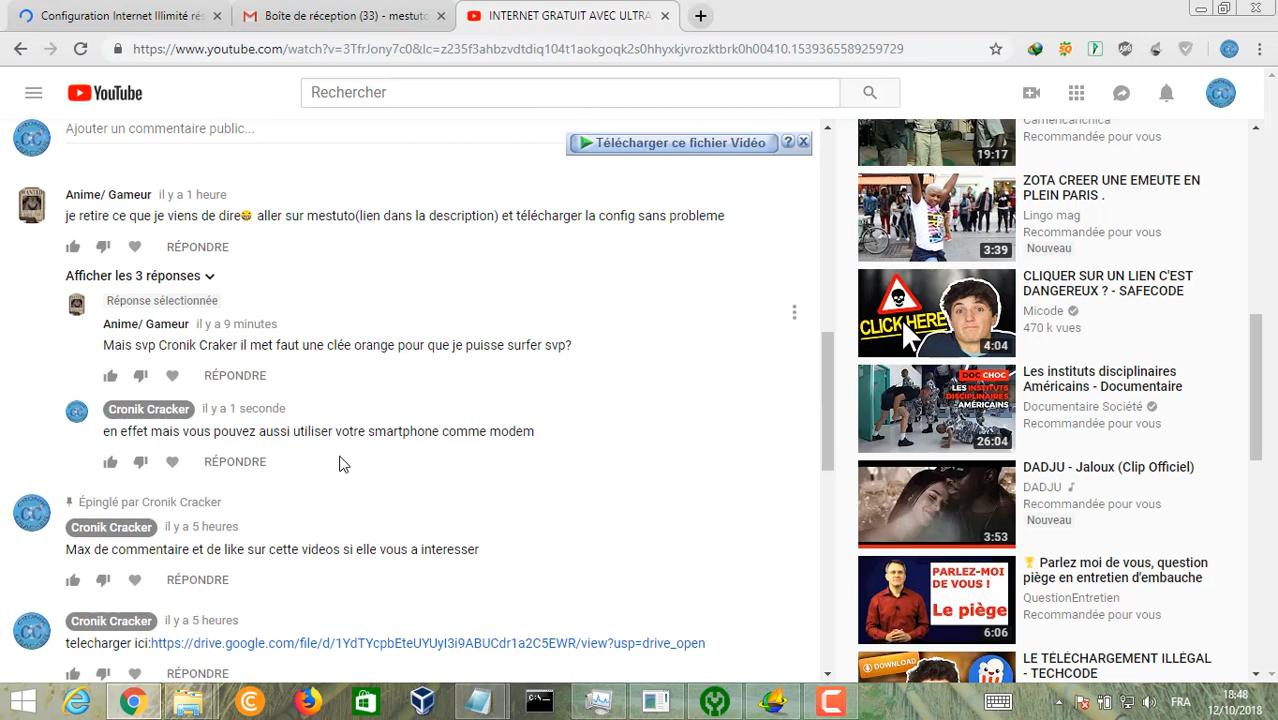 Configuration Internet Illimité rés
Boîte de réception (33) - mestuto
INTERNET GRATUIT AVEC ULTRA
https://www.youtube.com/watch?v=3TfrJony7c0&lc=z235f3ahbzvdtdiq104t1aokgoqk2s0hhyxkjvrozktbrk0h00410.1539365589259729
YouTube
Rechercher
Ajouter un commentaire public...
Télécharger ce fichier Vidéo
Anime/ Gameur il y a 1 heure
je retire ce que je viens de dire😂 aller sur mestuto(lien dans la description) et télécharger la config sans probleme
RÉPONDRE
Afficher les 3 réponses
Réponse sélectionnée
Anime/ Gameur il y a 9 minutes
Mais svp Cronik Craker il met faut une clée orange pour que je puisse surfer svp?
RÉPONDRE
Cronik Cracker il y a 1 seconde
en effet mais vous pouvez aussi utiliser votre smartphone comme modem
RÉPONDRE
Épinglé par Cronik Cracker
Cronik Cracker il y a 5 heures
Max de commentaire et de like sur cette videos si elle vous a interesser
RÉPONDRE
Cronik Cracker il y a 5 heures
telecharger ici:https://drive.google.com/file/d/1YdTYcpbEteUYUyI3i9ABUCdr1a2C5EWR/view?usp=drive_open
RÉPONDRE
Recommandée pour vous
19:17
ZOTA CREER UNE EMEUTE EN
PLEIN PARIS .
Lingo mag
Recommandée pour vous
Nouveau
3:39
CLIQUER SUR UN LIEN C'EST
DANGEREUX ? - SAFECODE
Micode
470 k vues
CLICK HERE
4:04
Les instituts disciplinaires
Américains - Documentaire
Documentaire Société
Recommandée pour vous
DOC CHOC
LES INSTITUTS
DISCIPLINAIRES
AMÉRICAINS
26:04
DADJU - Jaloux (Clip Officiel)
DADJU
Recommandée pour vous
Nouveau
3:53
🏆 Parlez moi de vous, question
piège en entretien d'embauche
QuestionEntretien
Recommandée pour vous
PARLEZ-MOI
DE VOUS !
Le piège
6:06
LE TÉLÉCHARGEMENT ILLÉGAL
- TECHCODE
DOWNLOAD
FRA
18:48
12/10/2018